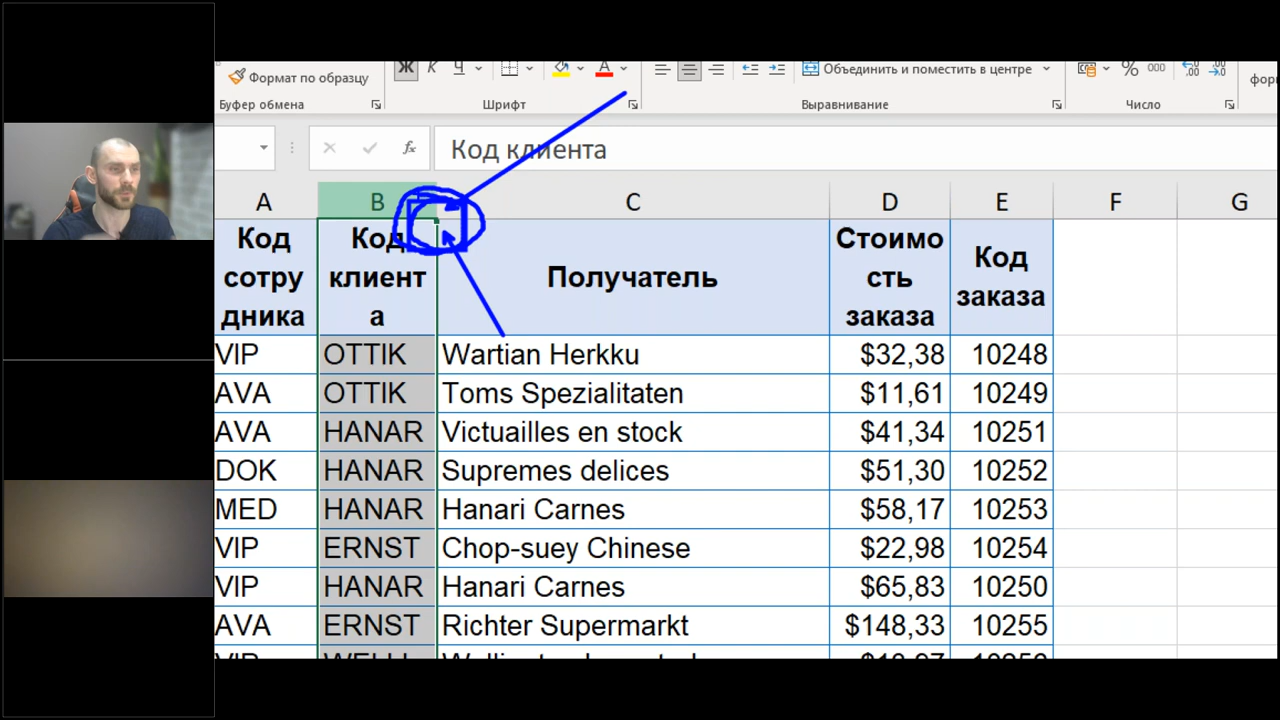 Формат по образцу
Ж К Ч
A
Объединить и поместить в центре
% 000
Буфер обмена
Шрифт
Выравнивание
Число
fx
Код клиента
A B C D E F G
Код сотру дника
Код клиент а
Получатель
Стоимо сть заказа
Код заказа
VIP OTTIK Wartian Herkku $32,38 10248
AVA OTTIK Toms Spezialitaten $11,61 10249
AVA HANAR Victuailles en stock $41,34 10251
DOK HANAR Supremes delices $51,30 10252
MED HANAR Hanari Carnes $58,17 10253
VIP ERNST Chop-suey Chinese $22,98 10254
VIP HANAR Hanari Carnes $65,83 10250
AVA ERNST Richter Supermarkt $148,33 10255